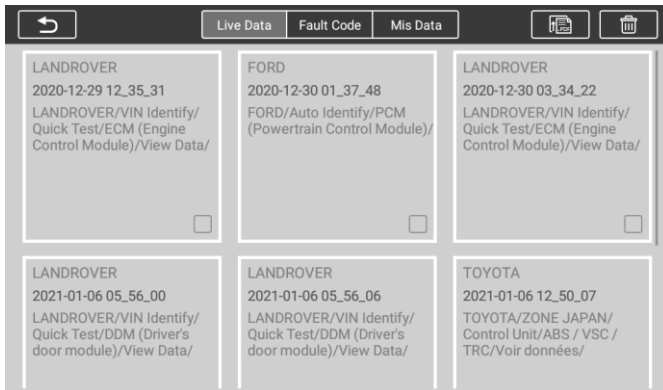 Live Data Fault Code Mis Data
PDF
LANDROVER
2020-12-29 12_35_31
LANDROVER/VIN Identify/
Quick Test/ECM (Engine
Control Module)/View Data/
FORD
2020-12-30 01_37_48
FORD/Auto Identify/PCM
(Powertrain Control Module)/
LANDROVER
2020-12-30 03_34_22
LANDROVER/VIN Identify/
Quick Test/ECM (Engine
Control Module)/View Data/
LANDROVER
2021-01-06 05_56_00
LANDROVER/VIN Identify/
Quick Test/DDM (Driver's
door module)/View Data/
LANDROVER
2021-01-06 05_56_06
LANDROVER/VIN Identify/
Quick Test/DDM (Driver's
door module)/View Data/
TOYOTA
2021-01-06 12_50_07
TOYOTA/ZONE JAPAN/
Control Unit/ABS / VSC /
TRC/Voir données/